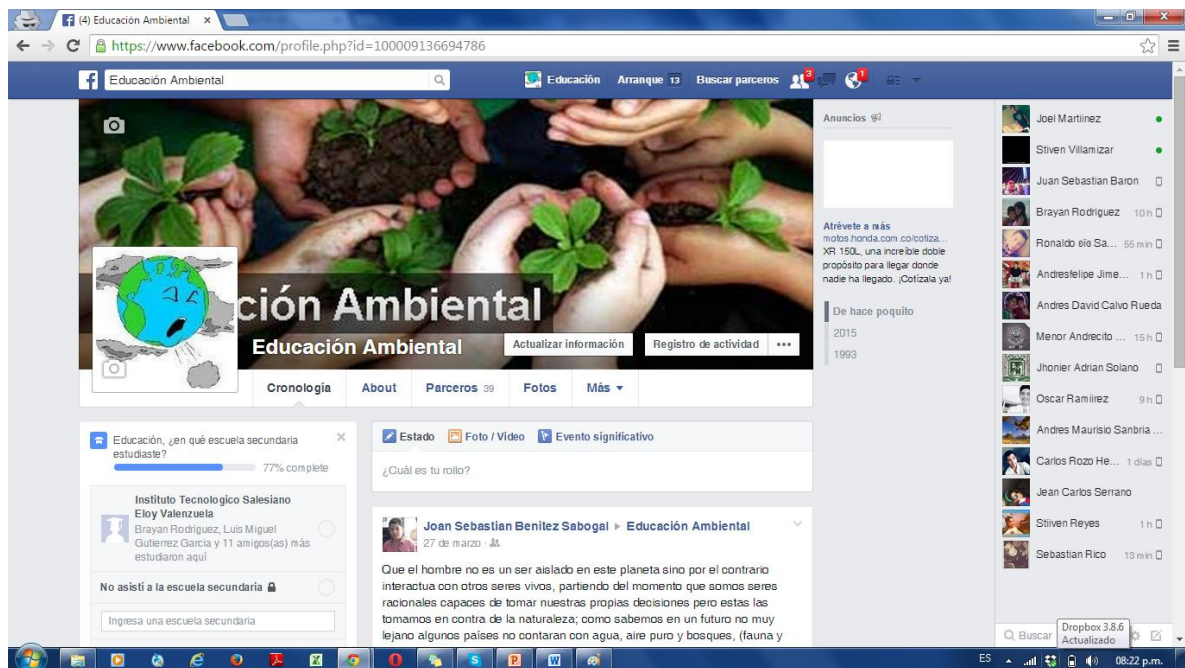 (4) Educación Ambiental
https://www.facebook.com/profile.php?id=100009136694786
Educación Ambiental
Educación
Arranque 13
Buscar parceros
3
1
ción Ambiental
Educación Ambiental
Actualizar información
Registro de actividad
Cronología
About
Parceros 39
Fotos
Más
Educación, ¿en qué escuela secundaria
estudiaste?
77% complete
Instituto Tecnologico Salesiano
Eloy Valenzuela
Brayan Rodriguez, Luis Miguel
Gutierrez Garcia y 11 amigos(as) más
estudiaron aquí
No asistí a la escuela secundaria
Ingresa una escuela secundaria
Estado
Foto / Video
Evento significativo
¿Cuál es tu rollo?
Joan Sebastian Benitez Sabogal ▸ Educación Ambiental
27 de marzo ·
Que el hombre no es un ser aislado en este planeta sino por el contrario
interactua con otros seres vivos, partiendo del momento que somos seres
racionales capaces de tomar nuestras propias decisiones pero estas las
tomamos en contra de la naturaleza; como sabemos en un futuro no muy
lejano algunos países no contaran con agua, aire puro y bosques, (fauna y
Anuncios
Atrévete a más
motos.honda.com.co/cotiza...
XR 150L, una increíble doble
propósito para llegar donde
nadie ha llegado. ¡Cotízala ya!
De hace poquito
2015
1993
Joel Martiinez
Stiven Villamizar
Juan Sebastian Baron
Brayan Rodriguez 10 h
Ronaldo eie Sa... 55 min
Andresfelipe Jime... 1 h
Andres David Calvo Rueda
Menor Andrecito ... 15 h
Jhonier Adrian Solano
Oscar Ramiirez 9 h
Andres Maurisio Sanbria ...
Carlos Rozo He... 1 días
Jean Carlos Serrano
Stiiven Reyes 1 h
Sebastian Rico 13 min
Buscar
Dropbox 3.8.6
Actualizado
ES
08:22 p.m.